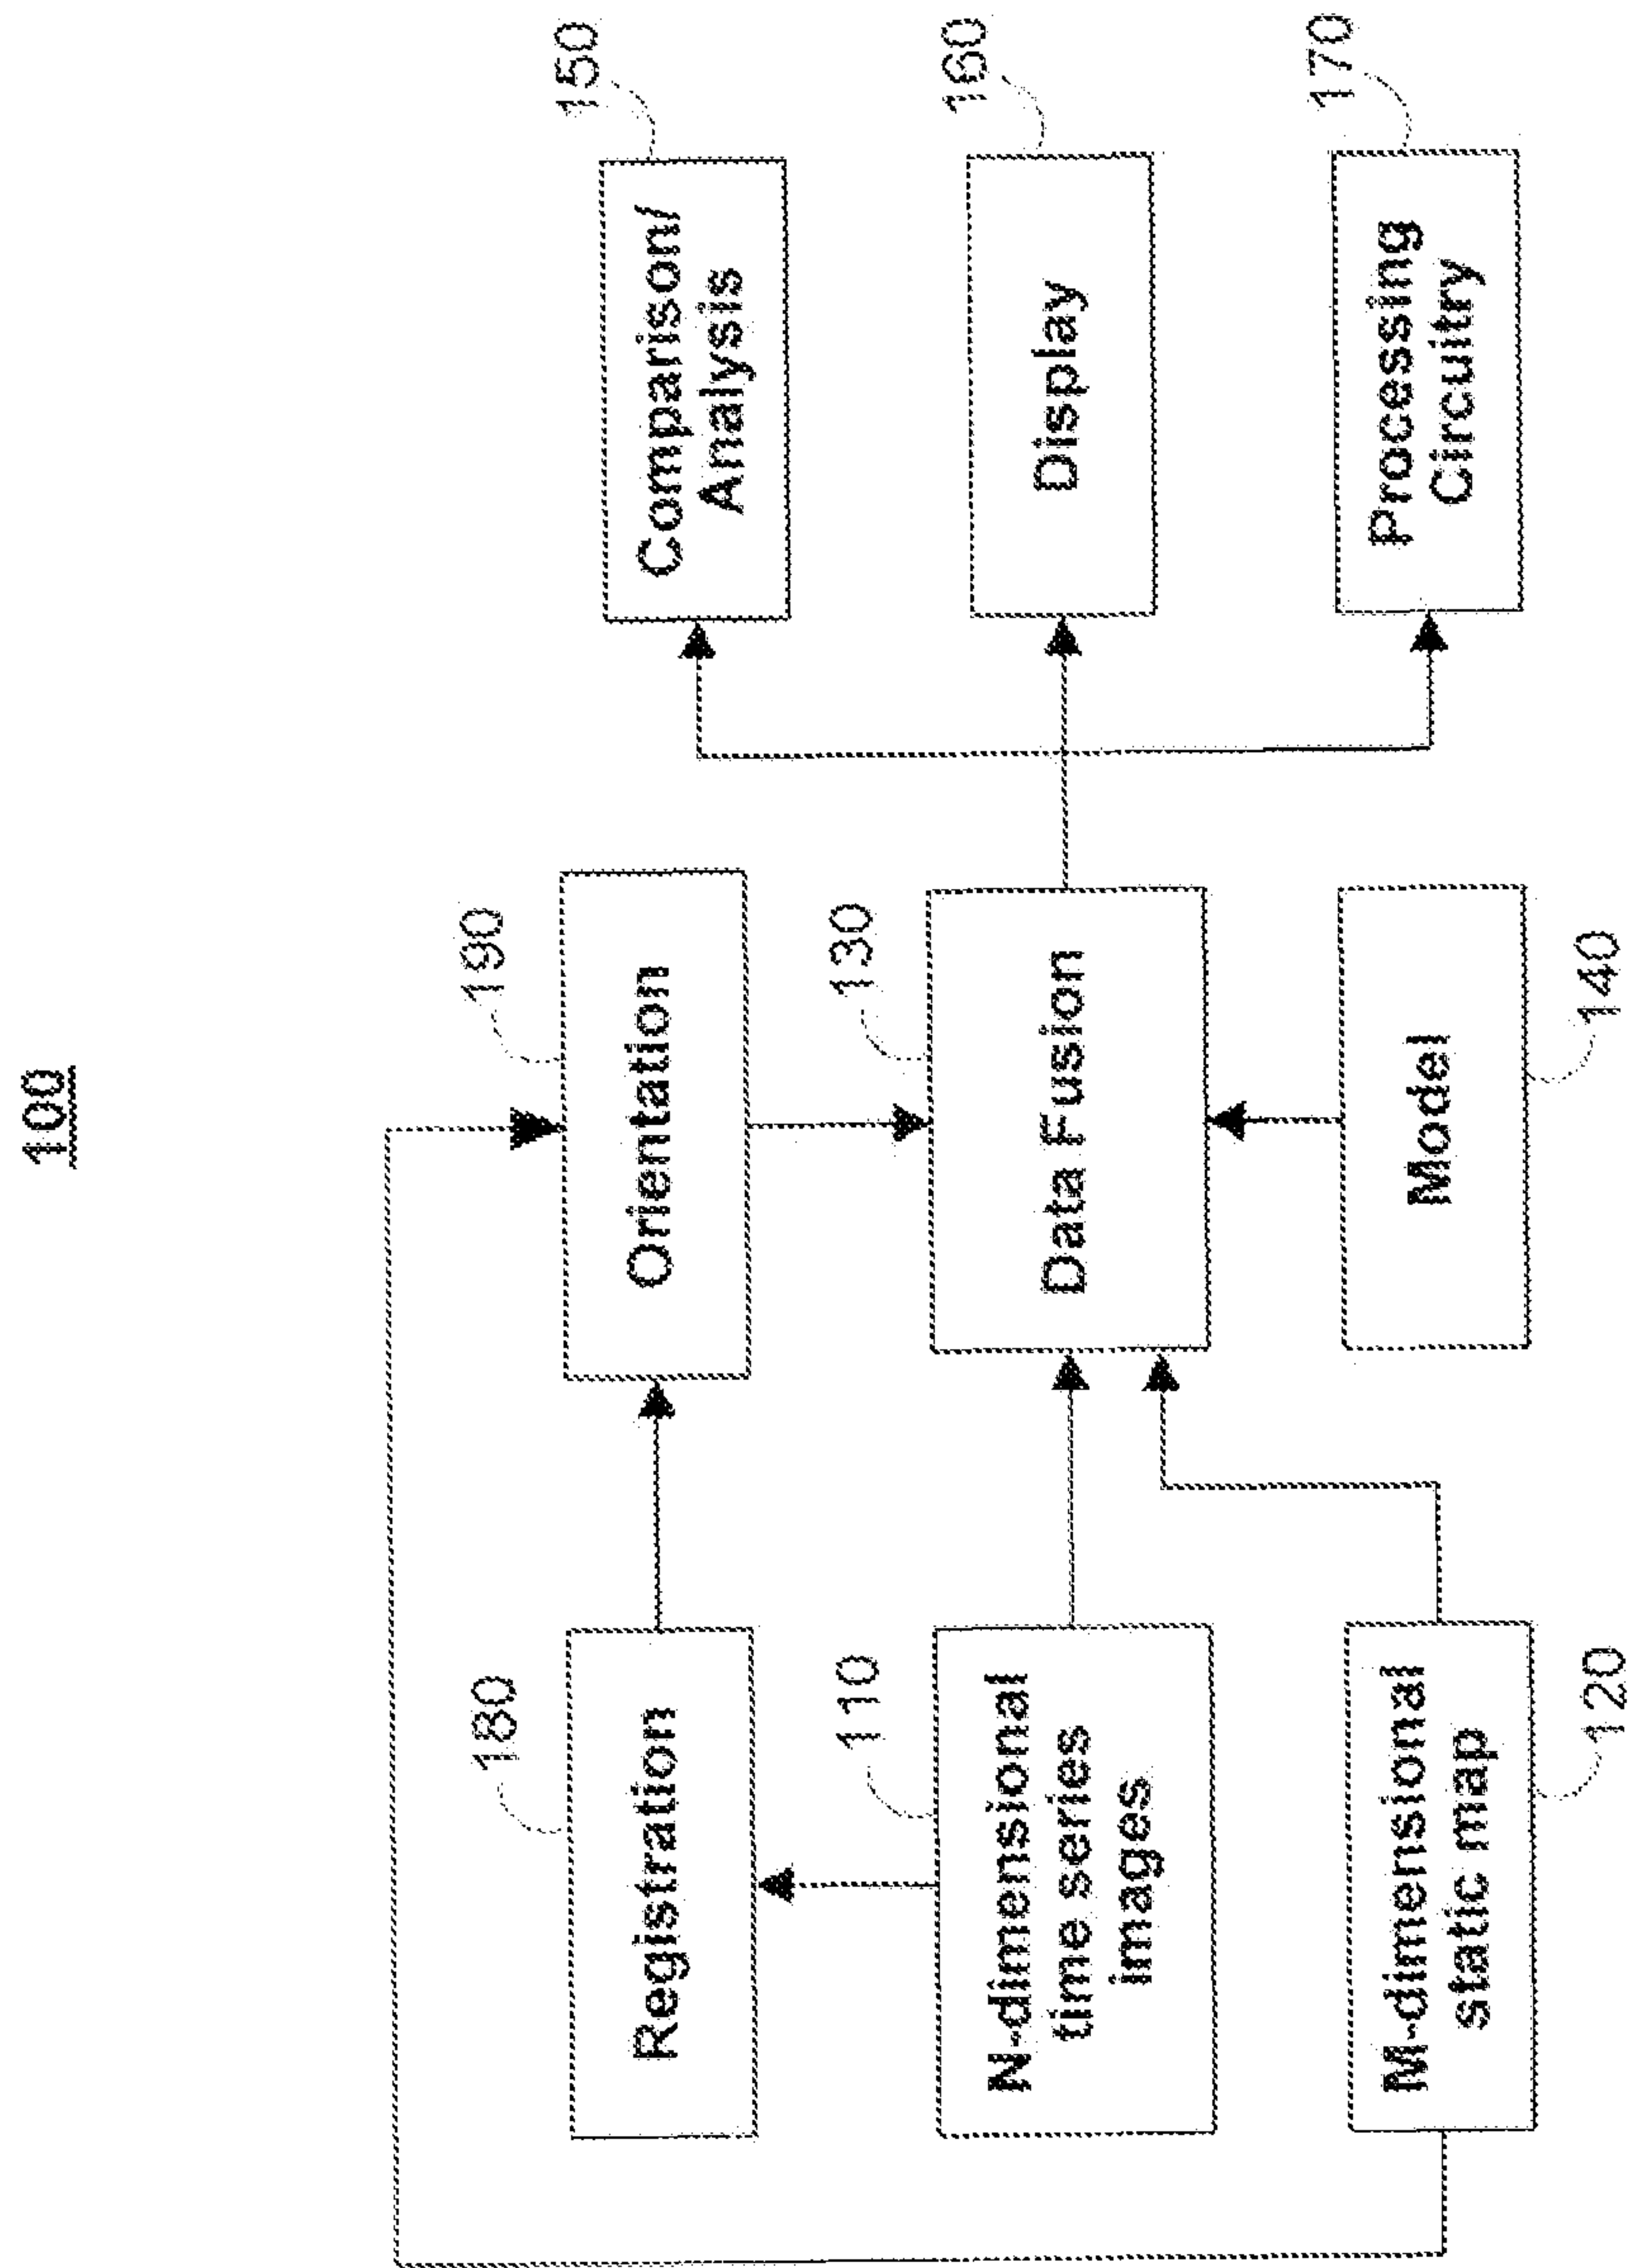 100
180
Registration
190
Orientation
150
Comparison/
Analysis
110
N-dimensional
time series
images
130
Data Fusion
160
Display
M-dimensional
static map
120
Model
140
170
Processing
Circuitry